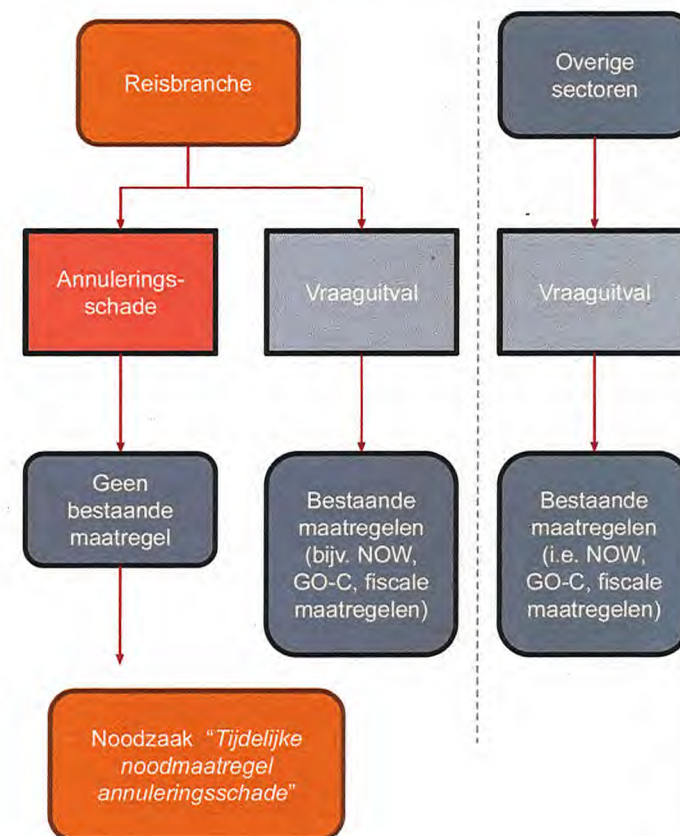 Reisbranche
Overige
sectoren
Annulerings-
schade
Vraaguitval
Vraaguitval
Geen
bestaande
maatregel
Bestaande
maatregelen
(bijv. NOW,
GO-C, fiscale
maatregelen)
Bestaande
maatregelen
(i.e. NOW,
GO-C, fiscale
maatregelen)
Noodzaak "Tijdelijke
noodmaatregel
annuleringsschade"